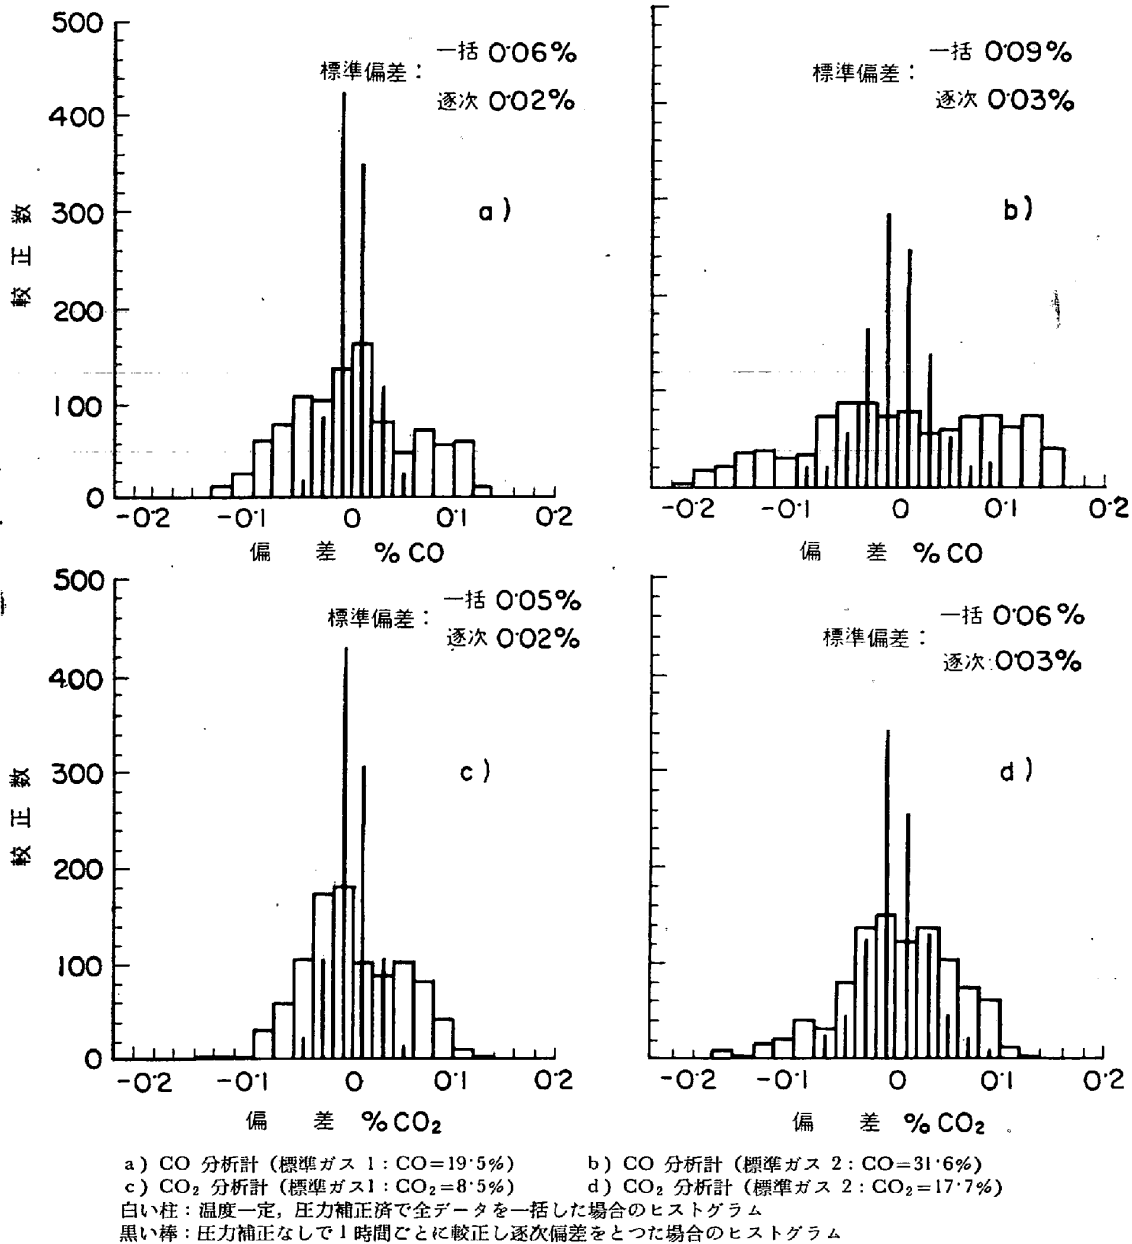 500
400
300
200
100
0
較正数
標準偏差：
一括 0·06%
逐次 0·02%
a)
-0·2 -0·1 0 0·1 0·2
偏 差 % CO
標準偏差：
一括 0·09%
逐次 0·03%
b)
-0·2 -0·1 0 0·1 0·2
偏 差 % CO
500
400
300
200
100
0
較正数
標準偏差：
一括 0·05%
逐次 0·02%
c)
-0·2 -0·1 0 0·1 0·2
偏 差 % CO₂
標準偏差：
一括 0·06%
逐次 0·03%
d)
-0·2 -0·1 0 0·1 0·2
偏 差 % CO₂
a) CO 分析計 (標準ガス 1：CO=19·5%) b) CO 分析計 (標準ガス 2：CO=31·6%)
c) CO₂ 分析計 (標準ガス1：CO₂=8·5%) d) CO₂ 分析計 (標準ガス 2：CO₂=17·7%)
白い柱：温度一定，圧力補正済で全データを一括した場合のヒストグラム
黒い棒：圧力補正なしで1時間ごとに較正し逐次偏差をとつた場合のヒストグラム